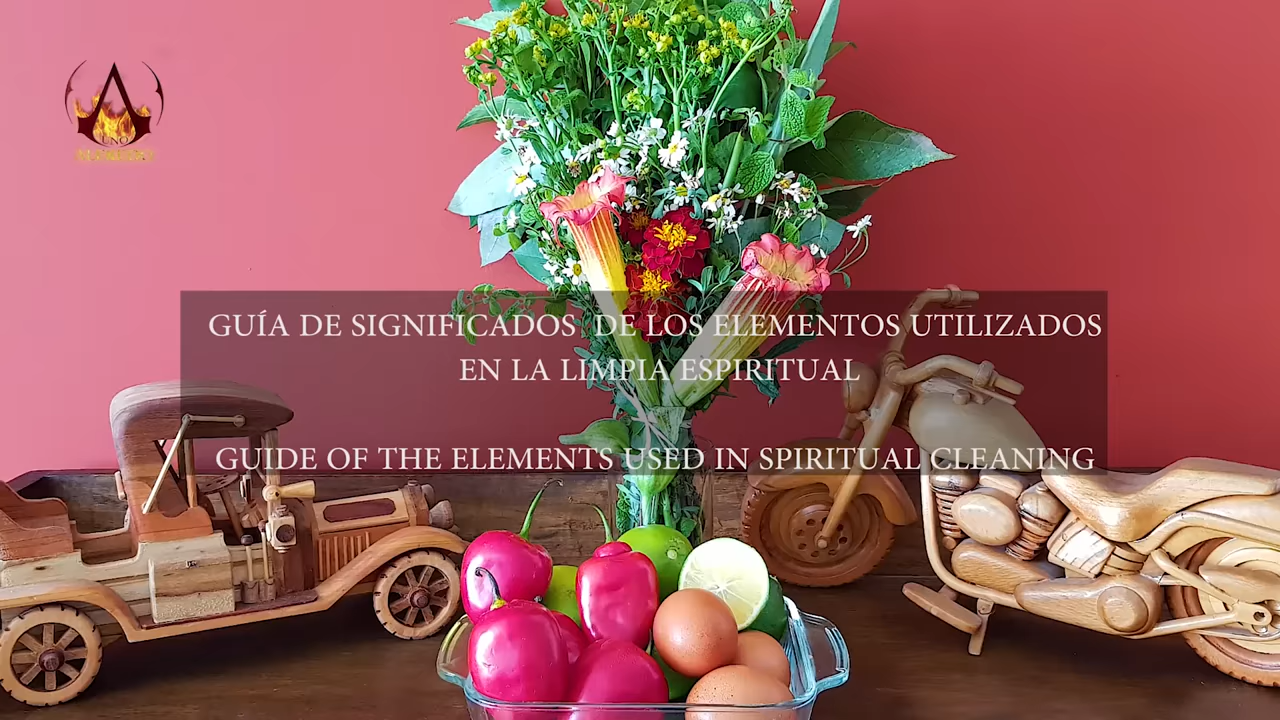 UNO
GUÍA DE SIGNIFICADOS DE LOS ELEMENTOS UTILIZADOS
EN LA LIMPIA ESPIRITUAL
GUIDE OF THE ELEMENTS USED IN SPIRITUAL CLEANING